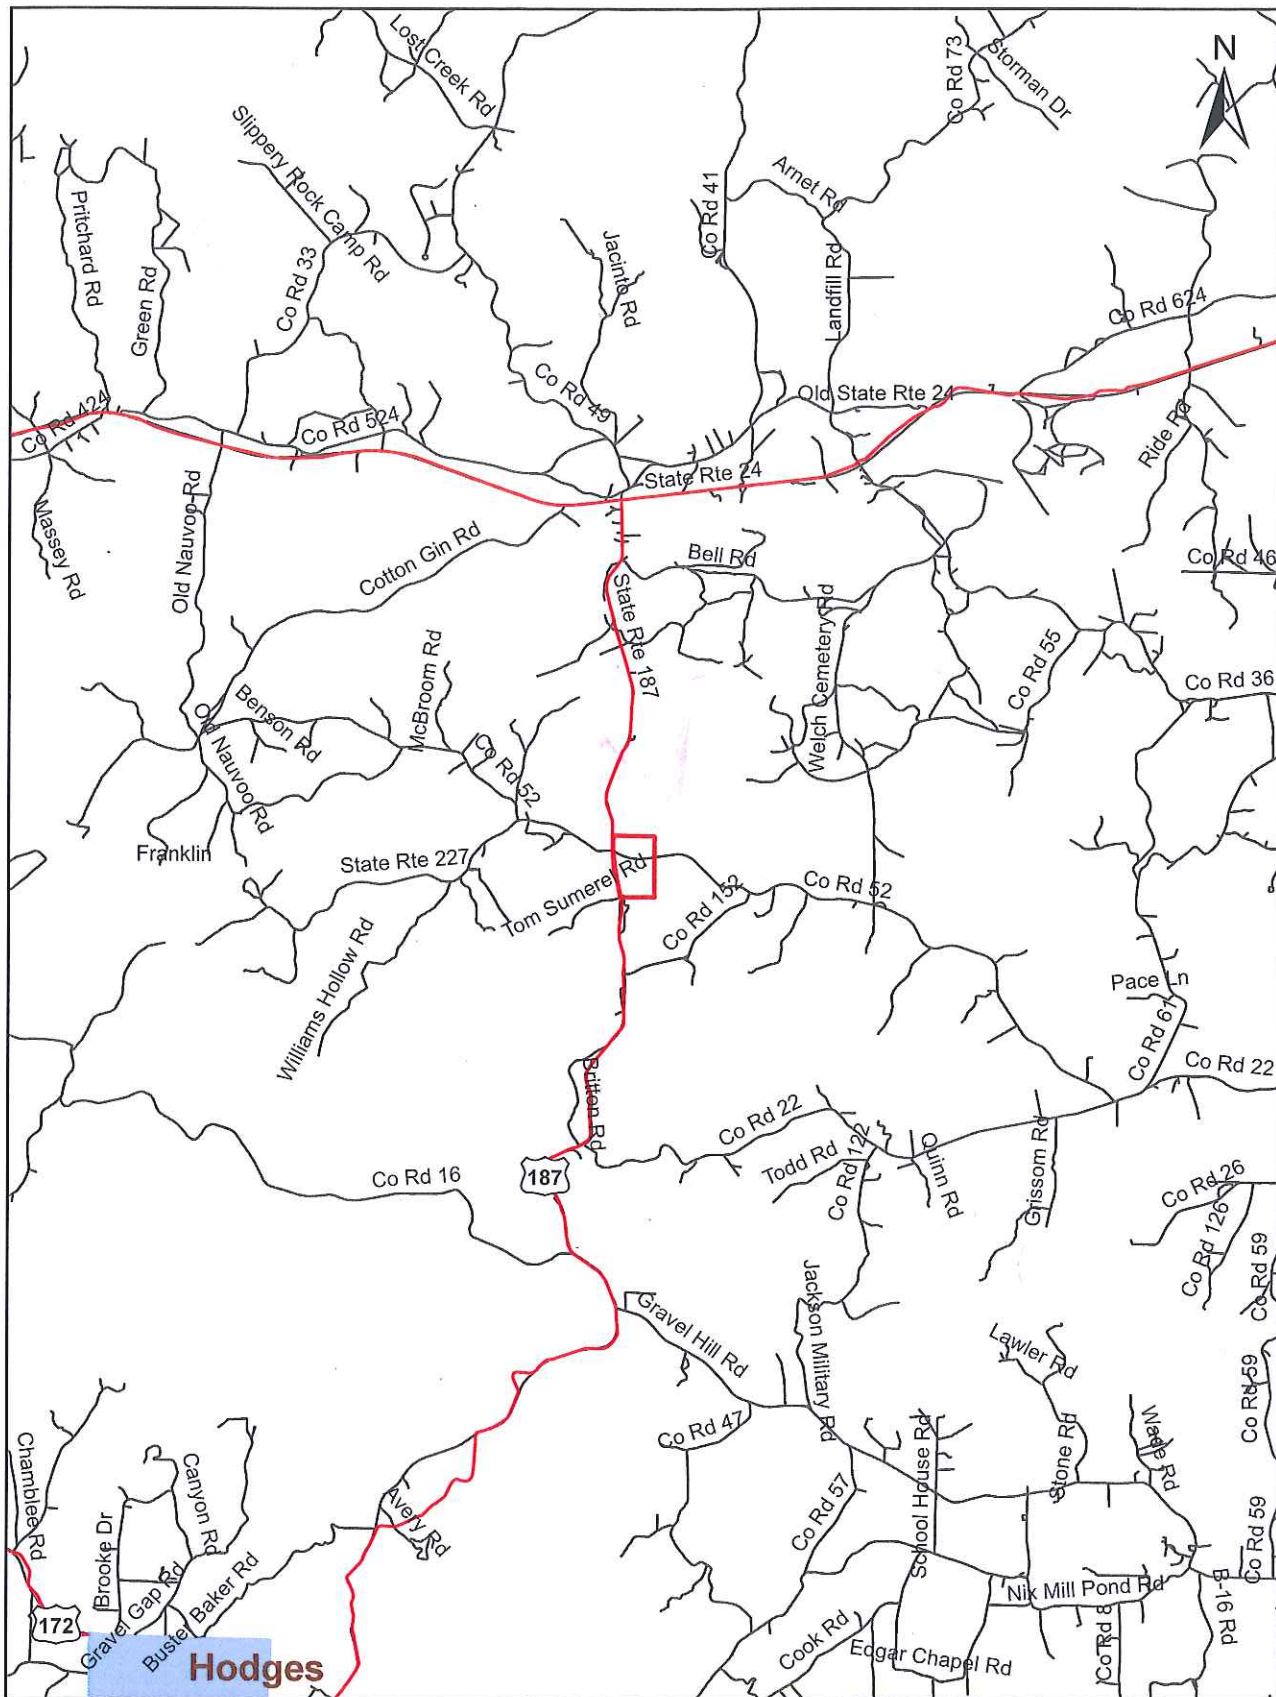 Lost Creek Rd
Co Rd 73
Storman Dr
N
Slippery Rock Camp Rd
Arnet Rd
Co Rd 41
Pritchard Rd
Green Rd
Co Rd 33
Jacinto Rd
Landfill Rd
Co Rd 624
Co Rd 49
Old State Rte 24
Co Rd 424
Co Rd 524
Ride Rd
State Rte 24
Massey Rd
Old Nauvoo Rd
Cotton Gin Rd
Bell Rd
Co Rd 46
State Rte 187
Welch Cemetery Rd
McBroom Rd
Co Rd 55
Co Rd 36
Benson Rd
Old Nauvoo Rd
Co Rd 52
Franklin
State Rte 227
Tom Sumerel Rd
Co Rd 152
Co Rd 52
Williams Hollow Rd
Pace Ln
Co Rd 61
Co Rd 22
Britton Rd
Co Rd 22
Todd Rd
Co Rd 122
Quinn Rd
Grissom Rd
Co Rd 16
187
Co Rd 26
Co Rd 126
Co Rd 59
Gravel Hill Rd
Jackson Military Rd
Lawler Rd
Co Rd 59
Co Rd 47
School House Rd
Stone Rd
Wade Rd
Chamblee Rd
Canyon Rd
Brooke Dr
Avery Rd
Co Rd 57
Co Rd 59
Gravel Gap Rd
Buster Baker Rd
Nix Mill Pond Rd
B-16 Rd
172
Cook Rd
Edgar Chapel Rd
Co Rd 8
Hodges